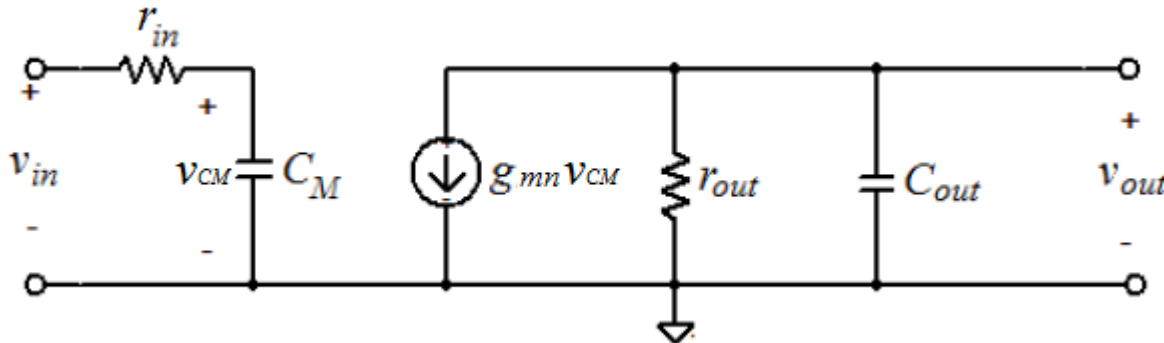 r_in
+ + +
v_in v_CM C_M g_mn v_CM r_out C_out v_out
- - -